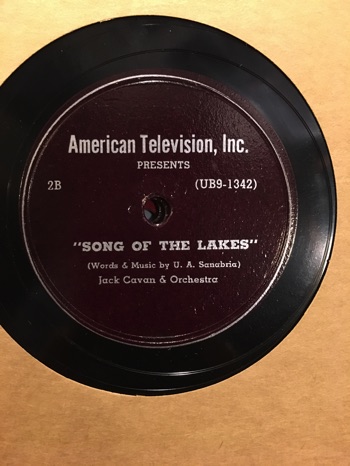 American Television, Inc.
PRESENTS
2B (UB9-1342)
"SONG OF THE LAKES"
(Words & Music by U. A. Sanabria)
Jack Cavan & Orchestra